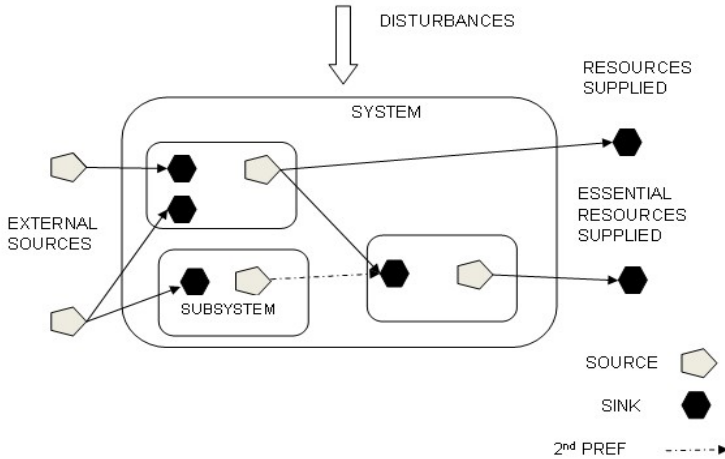 DISTURBANCES
RESOURCES
SUPPLIED
SYSTEM
EXTERNAL
SOURCES
ESSENTIAL
RESOURCES
SUPPLIED
SUBSYSTEM
SOURCE
SINK
2nd PREF